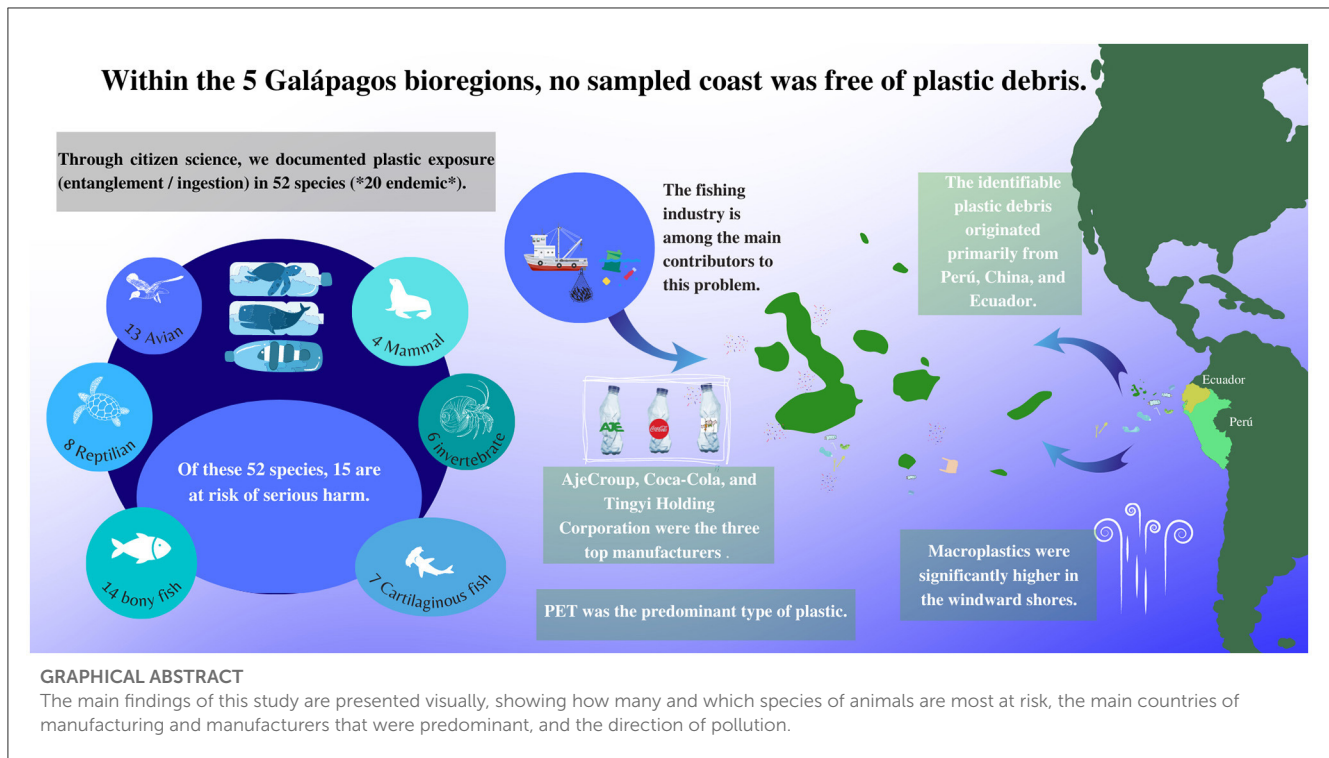 Within the 5 Galápagos bioregions, no sampled coast was free of plastic debris.
Through citizen science, we documented plastic exposure
(entanglement / ingestion) in 52 species (*20 endemic*).
13 Avian
4 Mammal
8 Reptilian
6 invertebrate
Of these 52 species, 15 are
at risk of serious harm.
14 bony fish
7 Cartilaginous fish
The fishing
industry is
among the main
contributors to
this problem.
AJE
Coca-Cola
AjeCroup, Coca-Cola, and
Tingyi Holding
Corporation were the three
top manufacturers .
PET was the predominant type of plastic.
The identifiable
plastic debris
originated
primarily from
Perú, China, and
Ecuador.
Ecuador
Perú
Macroplastics were
significantly higher in
the windward shores.
GRAPHICAL ABSTRACT
The main findings of this study are presented visually, showing how many and which species of animals are most at risk, the main countries of
manufacturing and manufacturers that were predominant, and the direction of pollution.